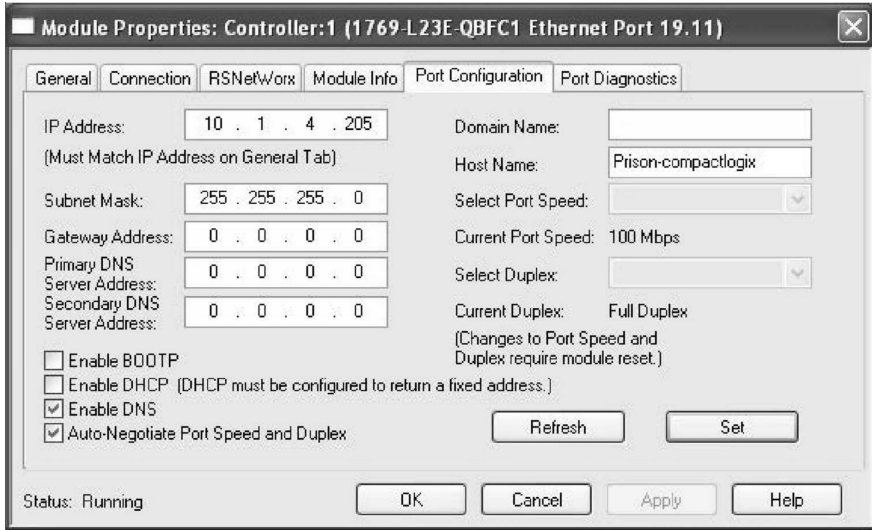 Module Properties: Controller:1 (1769-L23E-QBFC1 Ethernet Port 19.11)
General Connection RSNetWorx Module Info Port Configuration Port Diagnostics
IP Address: 10 . 1 . 4 . 205
(Must Match IP Address on General Tab)
Subnet Mask: 255 . 255 . 255 . 0
Gateway Address: 0 . 0 . 0 . 0
Primary DNS
Server Address: 0 . 0 . 0 . 0
Secondary DNS
Server Address: 0 . 0 . 0 . 0
Domain Name:
Host Name: Prison-compactlogix
Select Port Speed:
Current Port Speed: 100 Mbps
Select Duplex:
Current Duplex: Full Duplex
(Changes to Port Speed and
Duplex require module reset.)
Enable BOOTP
Enable DHCP (DHCP must be configured to return a fixed address.)
Enable DNS
Auto-Negotiate Port Speed and Duplex
Refresh Set
Status: Running
OK Cancel Apply Help